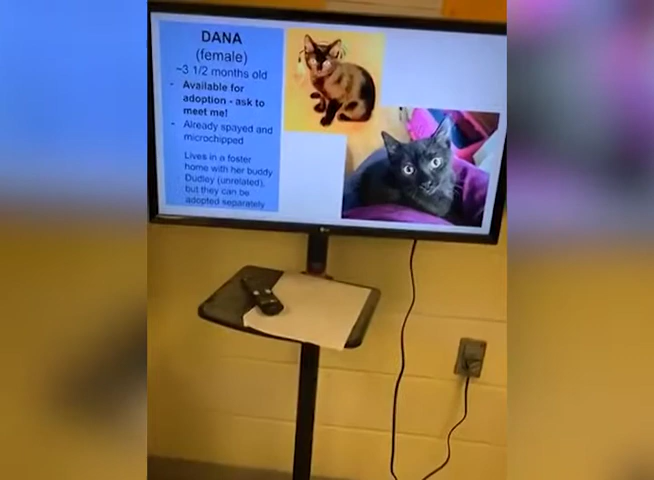 DANA
(female)
~3 1/2 months old
- Available for
adoption - ask to
meet me!
- Already spayed and
microchipped
Lives in a foster
home with her buddy
Dudley (unrelated),
but they can be
adopted separately
LG